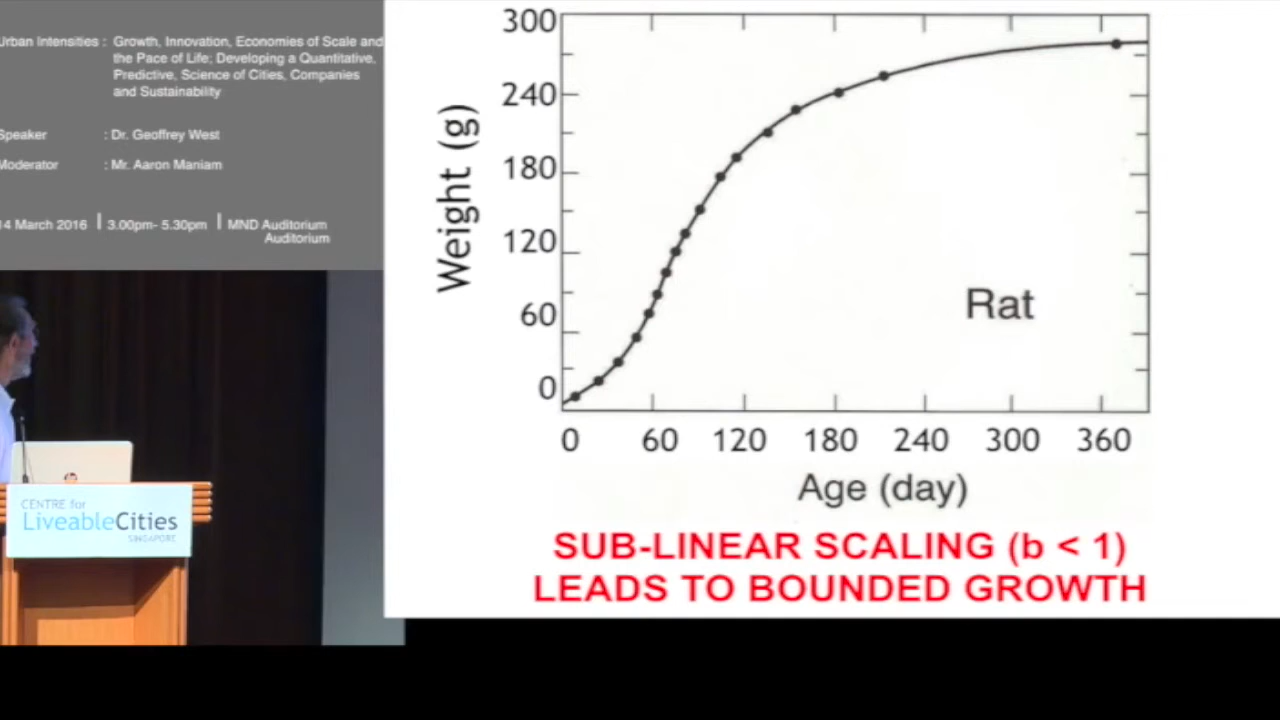 Urban Intensities : Growth, Innovation, Economies of Scale and
the Pace of Life; Developing a Quantitative,
Predictive, Science of Cities, Companies
and Sustainability
Speaker : Dr. Geoffrey West
Moderator : Mr. Aaron Maniam
14 March 2016 | 3.00pm- 5.30pm | MND Auditorium
Auditorium
CENTRE for
LiveableCities
SINGAPORE
300
240
180
120
60
0
Weight (g)
Rat
0 60 120 180 240 300 360
Age (day)
SUB-LINEAR SCALING (b < 1)
LEADS TO BOUNDED GROWTH